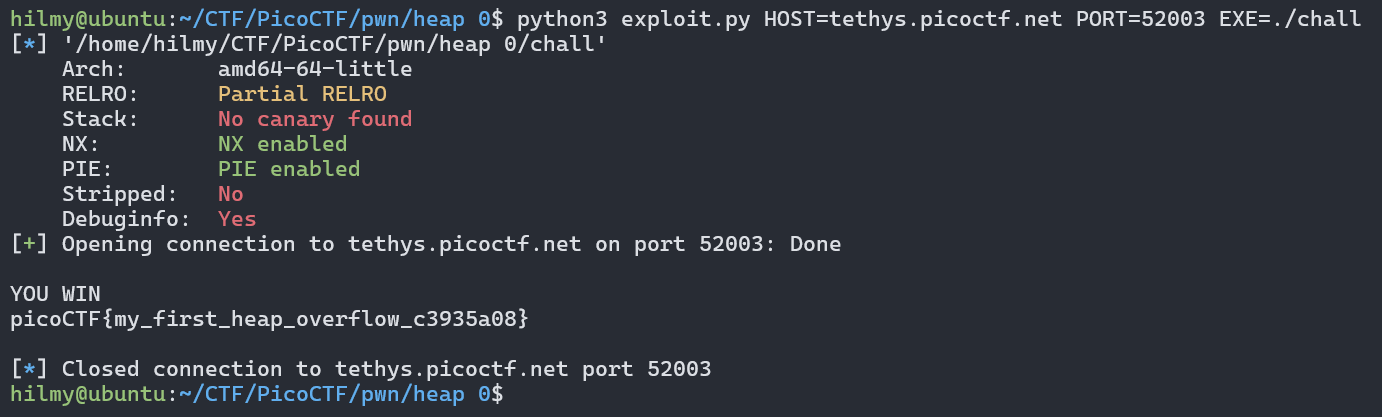 hilmy@ubuntu:~/CTF/PicoCTF/pwn/heap 0$ python3 exploit.py HOST=tethys.picoctf.net PORT=52003 EXE=./chall
[*] '/home/hilmy/CTF/PicoCTF/pwn/heap 0/chall'
    Arch:       amd64-64-little
    RELRO:      Partial RELRO
    Stack:      No canary found
    NX:         NX enabled
    PIE:        PIE enabled
    Stripped:   No
    Debuginfo:  Yes
[+] Opening connection to tethys.picoctf.net on port 52003: Done
YOU WIN
picoCTF{my_first_heap_overflow_c3935a08}
[*] Closed connection to tethys.picoctf.net port 52003
hilmy@ubuntu:~/CTF/PicoCTF/pwn/heap 0$